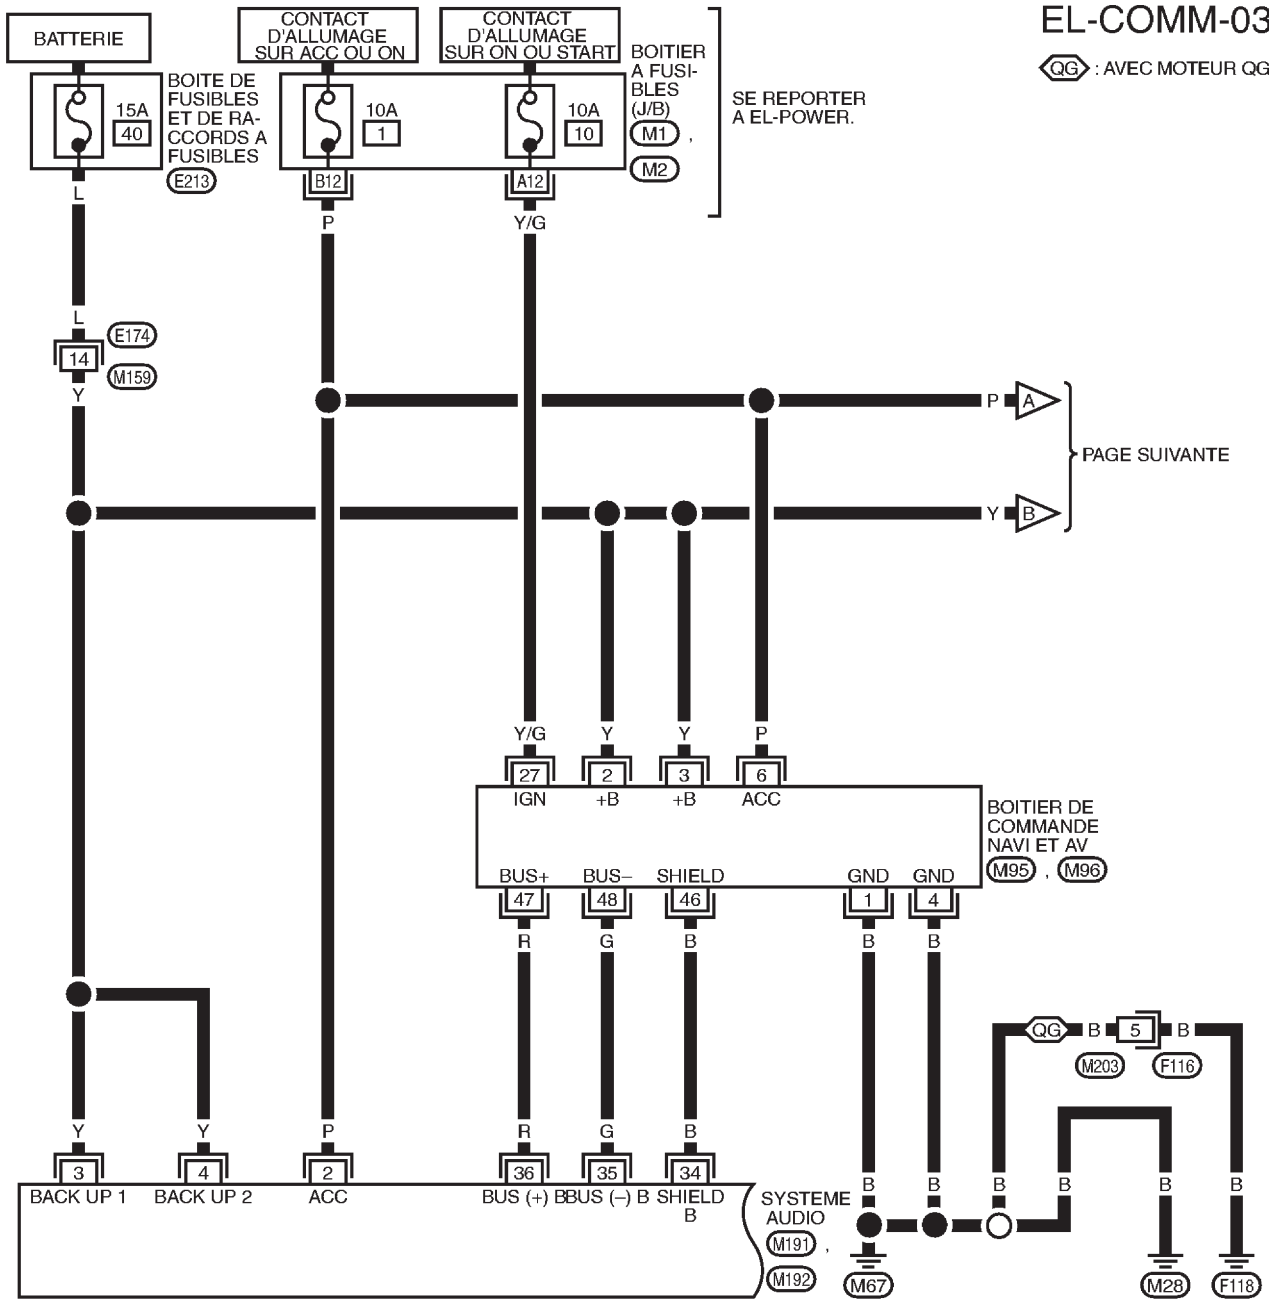 EL-COMM-03
QG : AVEC MOTEUR QG
BATTERIE
CONTACT
D'ALLUMAGE
SUR ACC OU ON
CONTACT
D'ALLUMAGE
SUR ON OU START
BOITE DE
FUSIBLES
ET DE RA-
CCORDS A
FUSIBLES
E213
15A
40
10A
1
10A
10
BOITIER
A FUSI-
BLES
(J/B)
M1 ,
M2
SE REPORTER
A EL-POWER.
B12
A12
L
P
Y/G
L
E174
14
M159
Y
P
A
PAGE SUIVANTE
Y
B
Y/G
Y
Y
P
27
2
3
6
IGN
+B
+B
ACC
BOITIER DE
COMMANDE
NAVI ET AV
M95 , M96
BUS+
BUS–
SHIELD
GND
GND
47
48
46
1
4
R
G
B
B
B
QG
B
5
B
M203
F116
Y
Y
P
R
G
B
3
4
2
36
35
34
BACK UP 1
BACK UP 2
ACC
BUS (+) B
BUS (–) B
SHIELD
B
SYSTEME
AUDIO
M191 ,
M192
B
B
B
B
B
B
M67
M28
F118